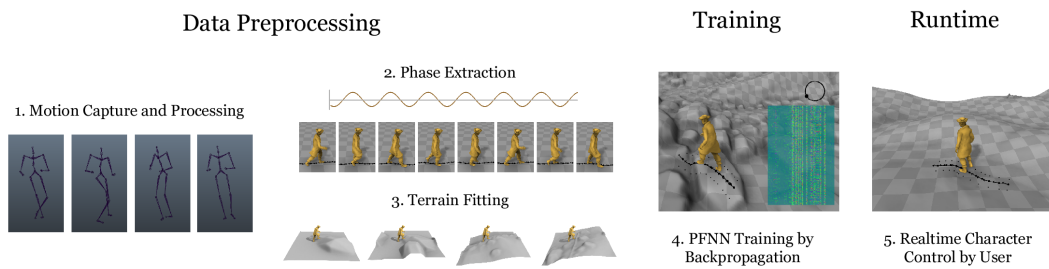 Data Preprocessing
Training
Runtime
2. Phase Extraction
1. Motion Capture and Processing
3. Terrain Fitting
4. PFNN Training by
Backpropagation
5. Realtime Character
Control by User